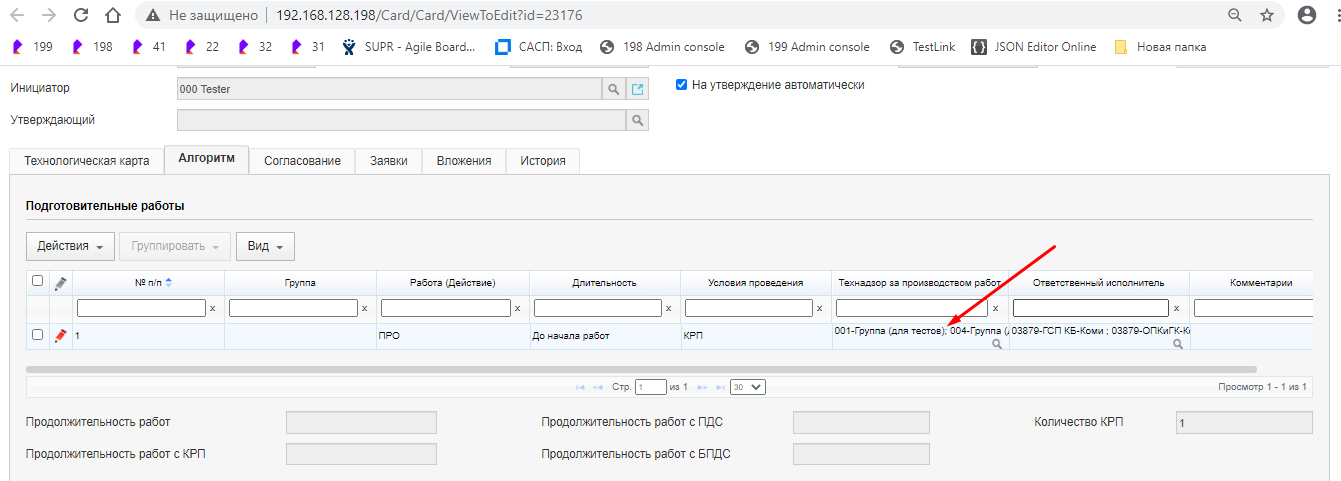 Не защищено 192.168.128.198/Card/Card/ViewToEdit?id=23176
199 198 41 22 32 31 SUPR - Agile Board... САСП: Вход 198 Admin console 199 Admin console TestLink JSON Editor Online Новая папка
Инициатор 000 Tester На утверждение автоматически
Утверждающий
Технологическая карта Алгоритм Согласование Заявки Вложения История
Подготовительные работы
Действия Группировать Вид
№ п/п Группа Работа (Действие) Длительность Условия проведения Технадзор за производством работ Ответственный исполнитель Комментарии
x x x x x x x
1 ПРО До начала работ КРП 001-Группа (для тестов); 004-Группа (д 03879-ГСП КБ-Коми ; 03879-ОПКиГК-К
Стр. 1 из 1 30 Просмотр 1 - 1 из 1
Продолжительность работ Продолжительность работ с ПДС Количество КРП 1
Продолжительность работ с КРП Продолжительность работ с БПДС